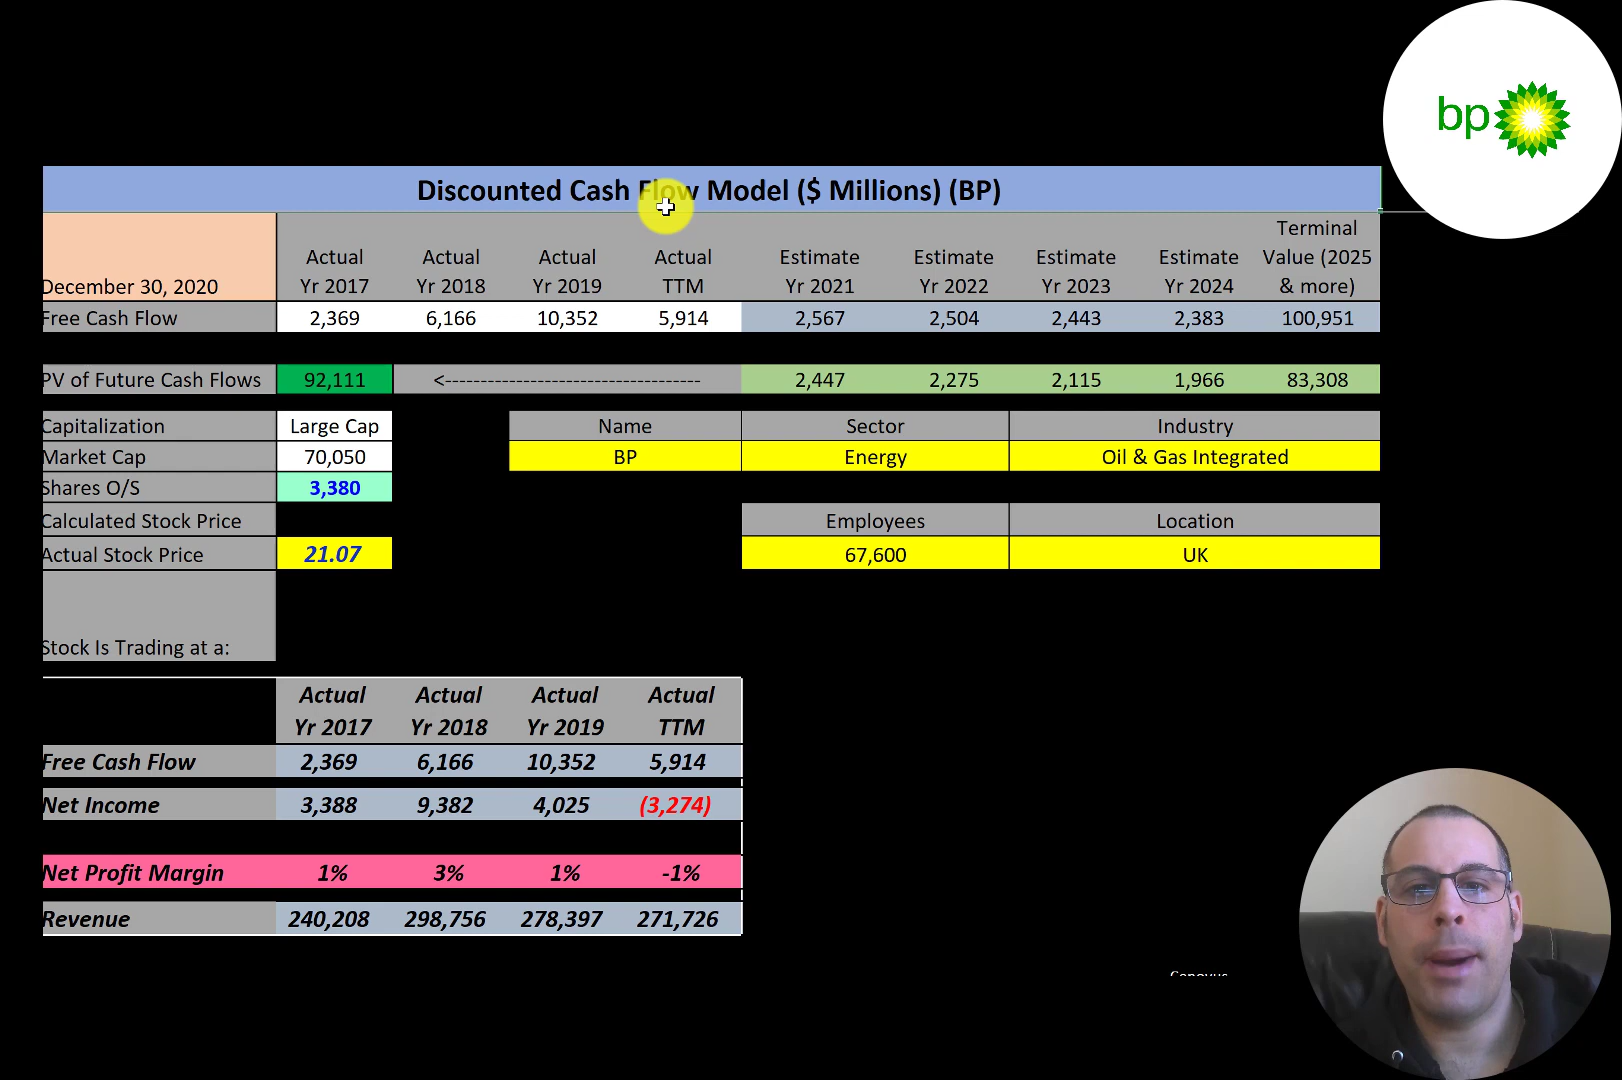 bp
Discounted Cash Flow Model ($ Millions) (BP)
December 30, 2020 Actual Yr 2017 Actual Yr 2018 Actual Yr 2019 Actual TTM Estimate Yr 2021 Estimate Yr 2022 Estimate Yr 2023 Estimate Yr 2024 Terminal Value (2025 & more)
Free Cash Flow 2,369 6,166 10,352 5,914 2,567 2,504 2,443 2,383 100,951
PV of Future Cash Flows 92,111 <------------------------------------ 2,447 2,275 2,115 1,966 83,308
Capitalization Large Cap Name Sector Industry
Market Cap 70,050 BP Energy Oil & Gas Integrated
Shares O/S 3,380
Calculated Stock Price Employees Location
Actual Stock Price 21.07 67,600 UK
Stock Is Trading at a:
Actual Yr 2017 Actual Yr 2018 Actual Yr 2019 Actual TTM
Free Cash Flow 2,369 6,166 10,352 5,914
Net Income 3,388 9,382 4,025 (3,274)
Net Profit Margin 1% 3% 1% -1%
Revenue 240,208 298,756 278,397 271,726